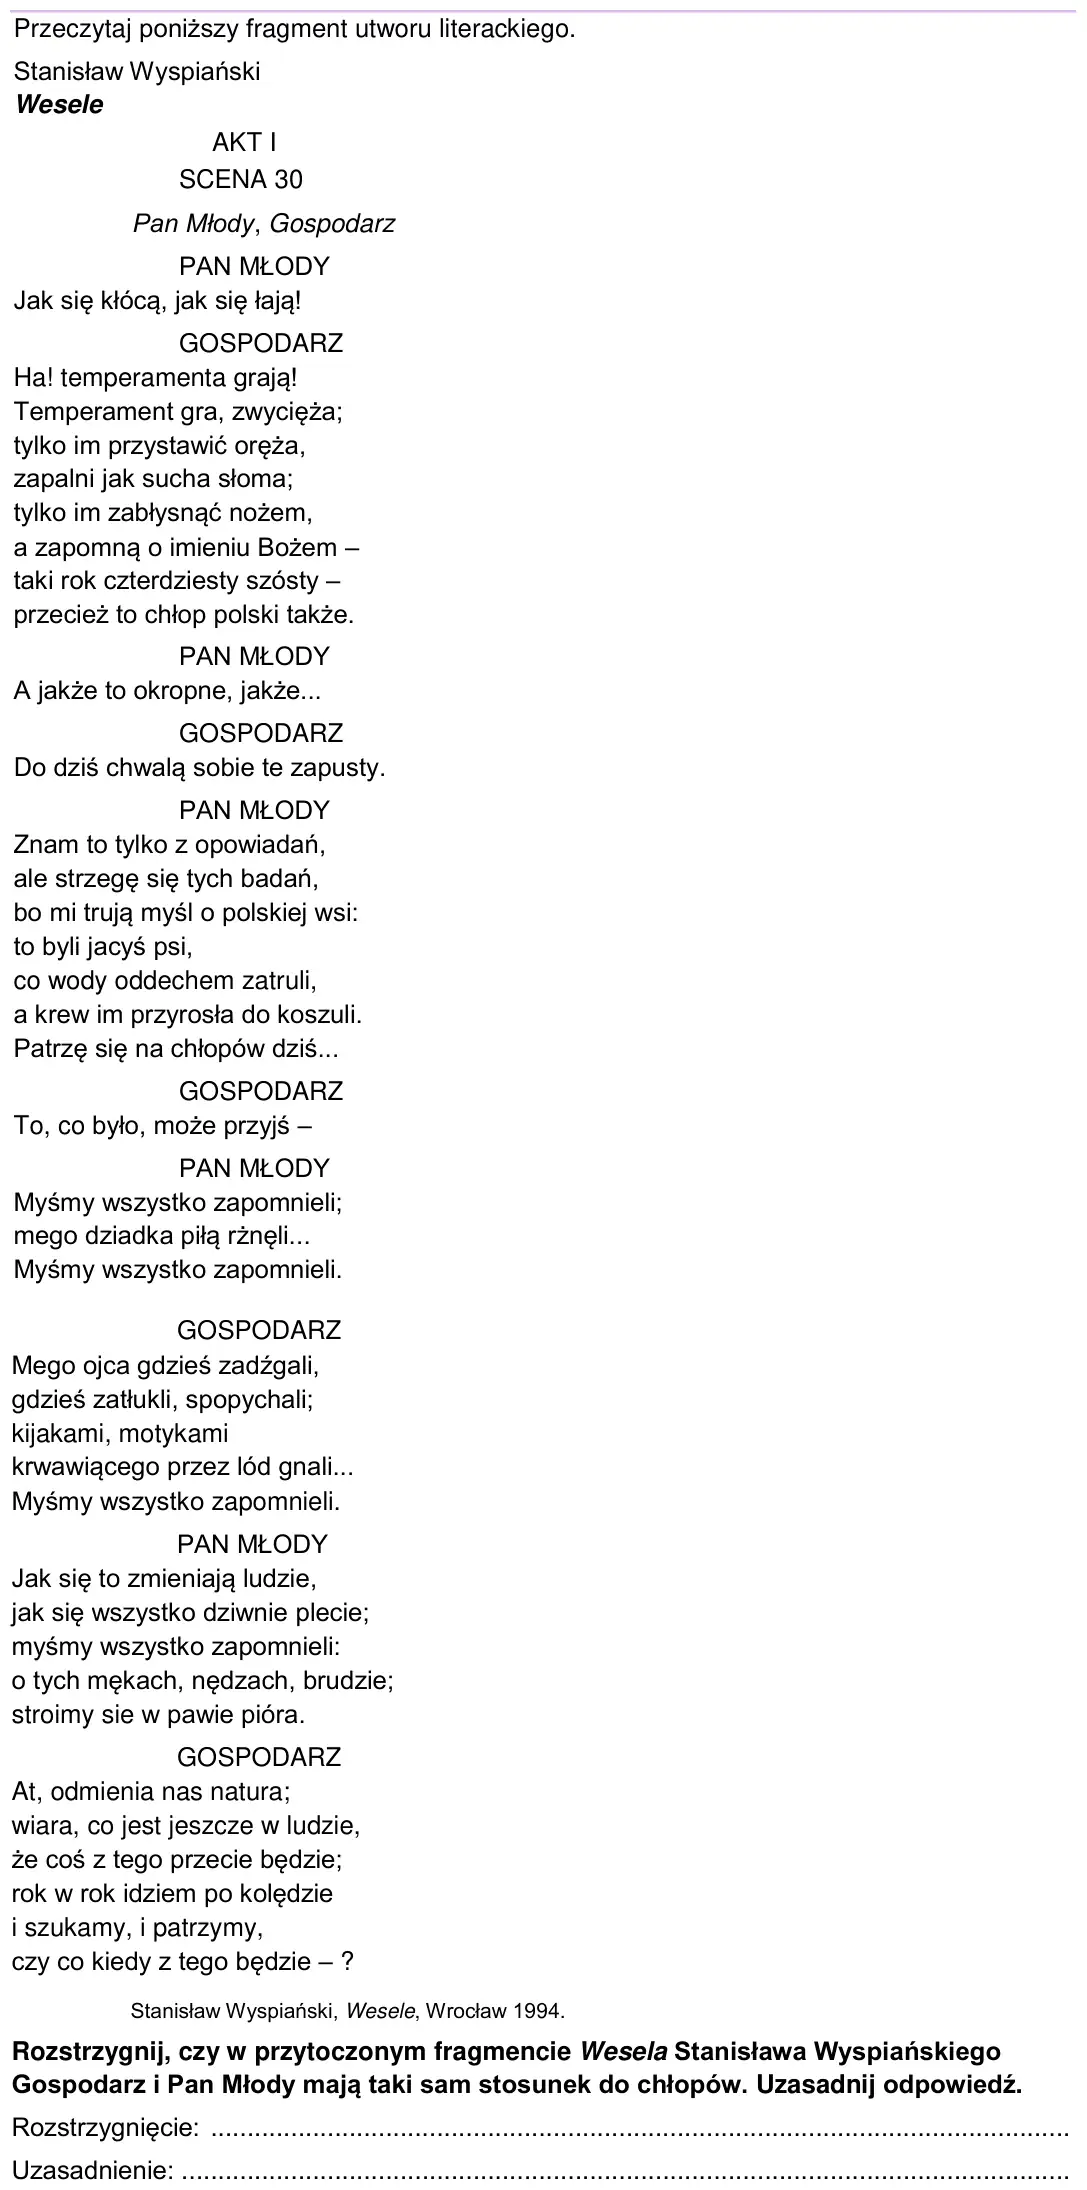 Przeczytaj poniższy fragment utworu literackiego.
Stanisław Wyspiański
Wesele
AKT I
SCENA 30
Pan Młody, Gospodarz
PAN MŁODY
Jak się kłócą, jak się łają!
GOSPODARZ
Ha! temperamenta grają!
Temperament gra, zwycięża;
tylko im przystawić oręża,
zapalni jak sucha słoma;
tylko im zabłysnąć nożem,
a zapomną o imieniu Bożem –
taki rok czterdziesty szósty –
przecież to chłop polski także.
PAN MŁODY
A jakże to okropne, jakże...
GOSPODARZ
Do dziś chwalą sobie te zapusty.
PAN MŁODY
Znam to tylko z opowiadań,
ale strzegę się tych badań,
bo mi trują myśl o polskiej wsi:
to byli jacyś psi,
co wody oddechem zatruli,
a krew im przyrosła do koszuli.
Patrzę się na chłopów dziś...
GOSPODARZ
To, co było, może przyjś –
PAN MŁODY
Myśmy wszystko zapomnieli;
mego dziadka piłą rżnęli...
Myśmy wszystko zapomnieli.
GOSPODARZ
Mego ojca gdzieś zadźgali,
gdzieś zatłukli, spopychali;
kijakami, motykami
krwawiącego przez lód gnali...
Myśmy wszystko zapomnieli.
PAN MŁODY
Jak się to zmieniają ludzie,
jak się wszystko dziwnie plecie;
myśmy wszystko zapomnieli:
o tych mękach, nędzach, brudzie;
stroimy sie w pawie pióra.
GOSPODARZ
At, odmienia nas natura;
wiara, co jest jeszcze w ludzie,
że coś z tego przecie będzie;
rok w rok idziem po kolędzie
i szukamy, i patrzymy,
czy co kiedy z tego będzie – ?
Stanisław Wyspiański, Wesele, Wrocław 1994.
Rozstrzygnij, czy w przytoczonym fragmencie Wesela Stanisława Wyspiańskiego
Gospodarz i Pan Młody mają taki sam stosunek do chłopów. Uzasadnij odpowiedź.
Rozstrzygnięcie: ........................................................................................................................
Uzasadnienie: ............................................................................................................................